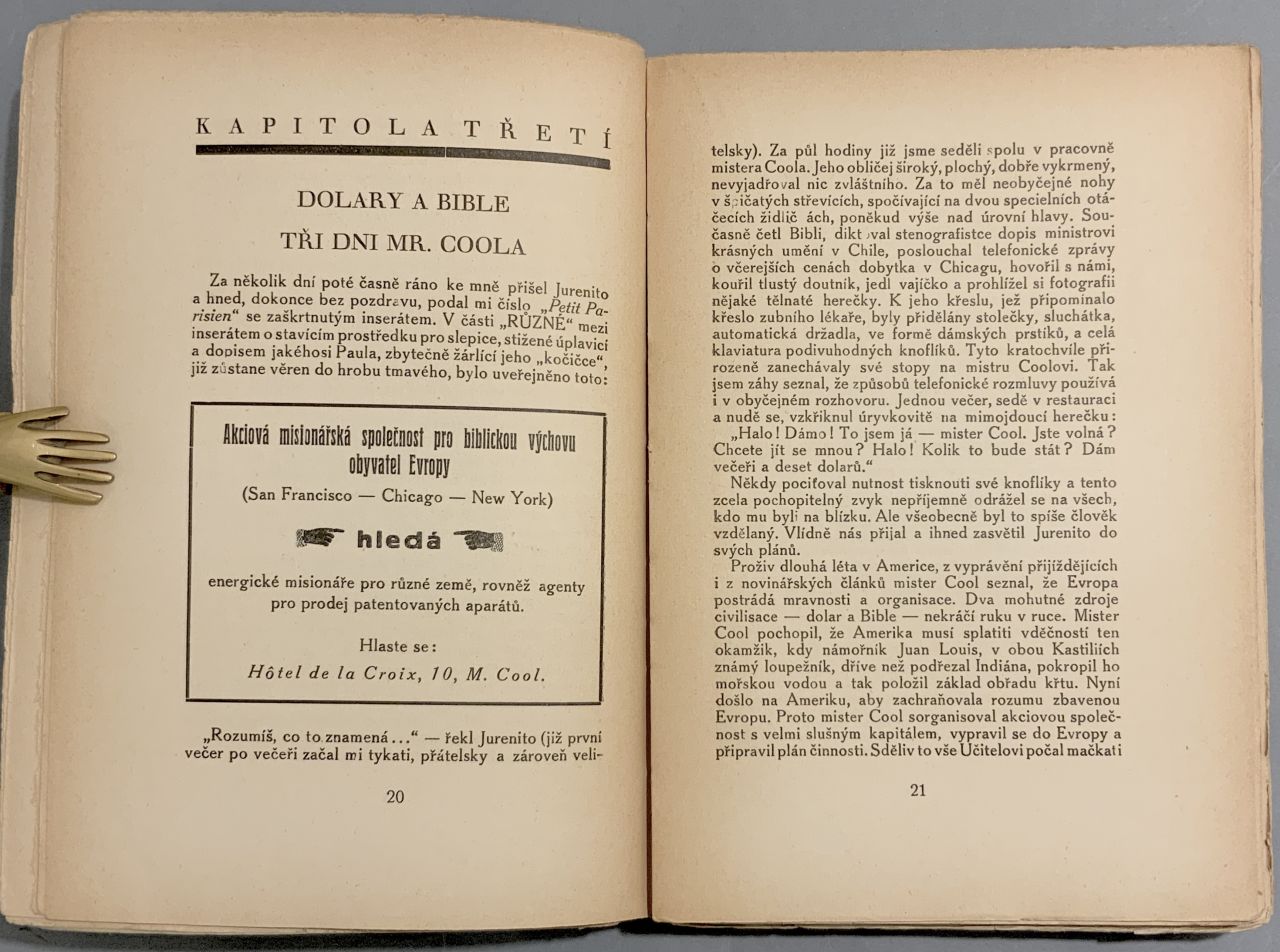 KAPITOLA TŘETÍ
DOLARY A BIBLE
TŘI DNI MR. COOLA
Za několik dní poté časně ráno ke mně přišel Jurenito
a hned, dokonce bez pozdravu, podal mi číslo „Petit Pa-
risien“ se zaškrtnutým inserátem. V části „RŮZNÉ“ mezi
inserátem o stavícím prostředku pro slepice, stižené úplavicí
a dopisem jakéhosi Paula, zbytečně žárlící jeho „kočičce“,
již zůstane věren do hrobu tmavého, bylo uveřejněno toto:
Akciová misionářská společnost pro biblickou výchovu
obyvatel Evropy
(San Francisco — Chicago — New York)
hledá
energické misionáře pro různé země, rovněž agenty
pro prodej patentovaných aparátů.
Hlaste se:
Hôtel de la Croix, 10, M. Cool.
„Rozumíš, co to znamená...“ — řekl Jurenito (již první
večer po večeři začal mi tykati, přátelsky a zároveň veli-
20
telsky). Za půl hodiny již jsme seděli spolu v pracovně
mistera Coola. Jeho obličej široký, plochý, dobře vykrmený,
nevyjadřoval nic zvláštního. Za to měl neobyčejné nohy
v špičatých střevících, spočívající na dvou specielních otá-
čecích židlič ách, poněkud výše nad úrovní hlavy. Sou-
časně četl Bibli, diktoval stenografistce dopis ministrovi
krásných umění v Chile, poslouchal telefonické zprávy
o včerejších cenách dobytka v Chicagu, hovořil s námi,
kouřil tlustý doutník, jedl vajíčko a prohlížel si fotografii
nějaké tělnaté herečky. K jeho křeslu, jež připomínalo
křeslo zubního lékaře, byly přidělány stolečky, sluchátka,
automatická držadla, ve formě dámských prstíků, a celá
klaviatura podivuhodných knoflíků. Tyto kratochvíle při-
rozeně zanechávaly své stopy na mistru Coolovi. Tak
jsem záhy seznal, že způsobů telefonické rozmluvy používá
i v obyčejném rozhovoru. Jednou večer, sedě v restauraci
a nudě se, vzkřiknul úryvkovitě na mimojdoucí herečku:
„Halo! Dámo! To jsem já — mister Cool. Jste volná?
Chcete jít se mnou? Halo! Kolik to bude stát? Dám
večeři a deset dolarů.“
Někdy pociťoval nutnost tisknouti své knoflíky a tento
zcela pochopitelný zvyk nepříjemně odrážel se na všech,
kdo mu byli na blízku. Ale všeobecně byl to spíše člověk
vzdělaný. Vlídně nás přijal a ihned zasvětil Jurenito do
svých plánů.
Proživ dlouhá léta v Americe, z vyprávění přijíždějících
i z novinářských článků mister Cool seznal, že Evropa
postrádá mravnosti a organisace. Dva mohutné zdroje
civilisace — dolar a Bible — nekráčí ruku v ruce. Mister
Cool pochopil, že Amerika musí splatiti vděčností ten
okamžik, kdy námořník Juan Louis, v obou Kastiliích
známý loupežník, dříve než podřezal Indiána, pokropil ho
mořskou vodou a tak položil základ obřadu křtu. Nyní
došlo na Ameriku, aby zachraňovala rozumu zbavenou
Evropu. Proto mister Cool sorganisoval akciovou společ-
nost s velmi slušným kapitálem, vypravil se do Evropy a
připravil plán činnosti. Sděliv to vše Učitelovi počal mačkati
21